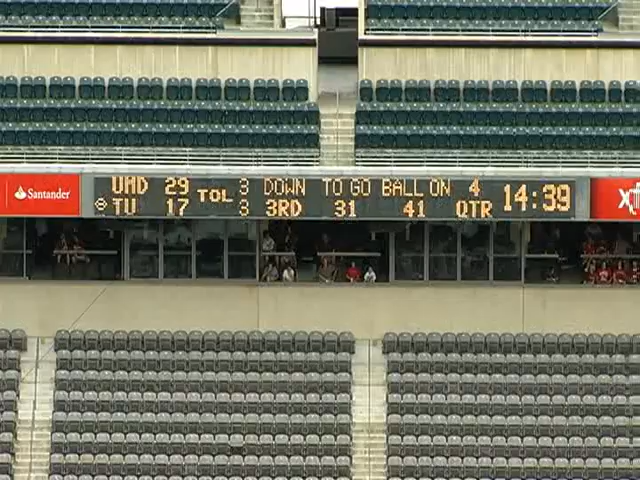 Santander
UMD 29 TOL 3 DOWN TO GO BALL ON 4 14:39
TU 17 3 3RD 31 41 QTR